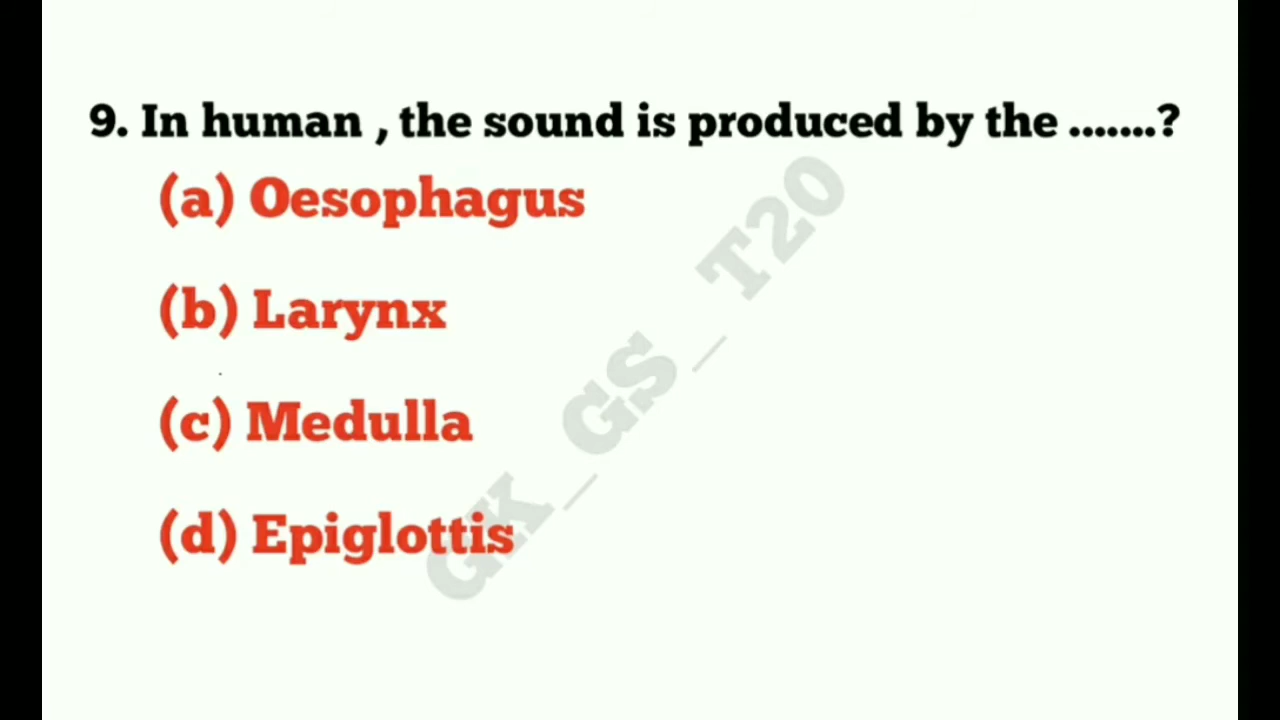 9. In human , the sound is produced by the .......?
(a) Oesophagus
(b) Larynx
(c) Medulla
(d) Epiglottis
GK_GS_T20